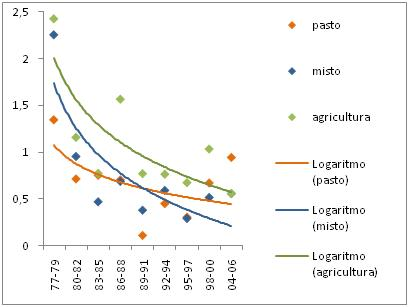 2,5
2
1,5
1
0,5
0
77-79
80-82
83-85
86-88
89-91
92-94
95-97
98-00
04-06
pasto
misto
agricultura
Logaritmo
(pasto)
Logaritmo
(misto)
Logaritmo
(agricultura)